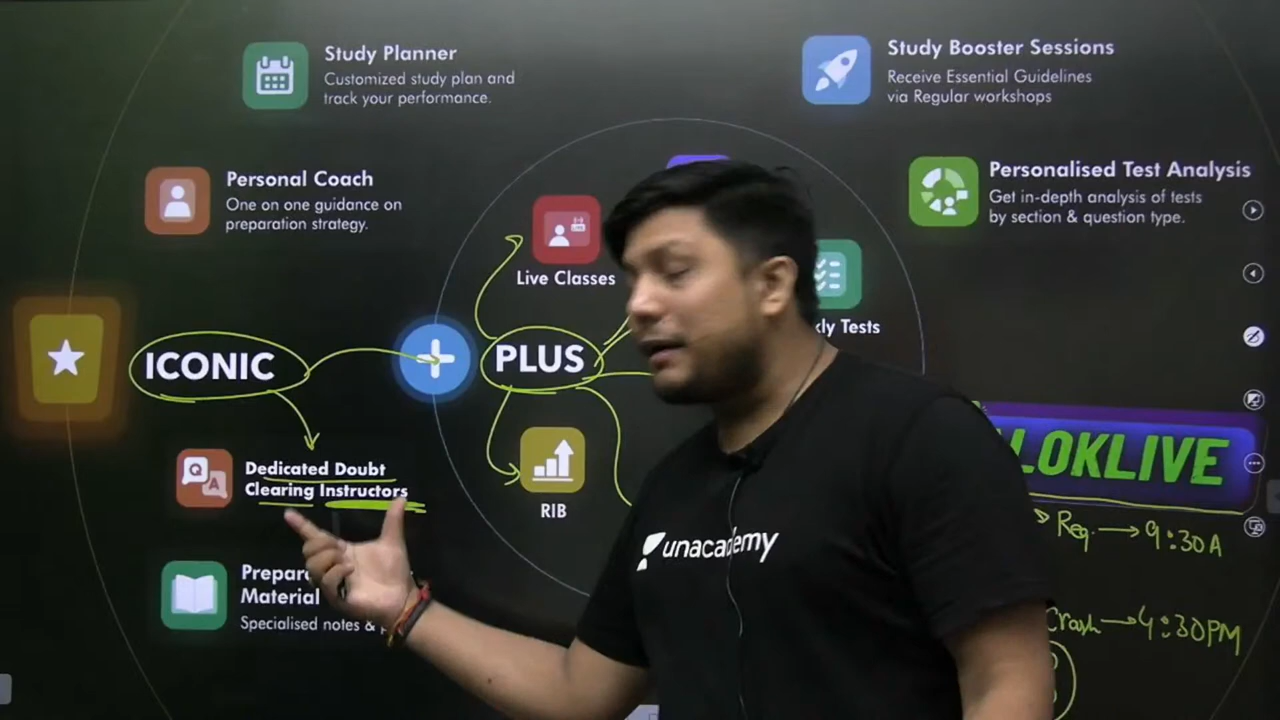 Study Planner
Customized study plan and
track your performance.
Study Booster Sessions
Receive Essential Guidelines
via Regular workshops
Personal Coach
One on one guidance on
preparation strategy.
Personalised Test Analysis
Get in-depth analysis of tests
by section & question type.
Live Classes
Tests
ICONIC
PLUS
Q
A
Dedicated Doubt
Clearing Instructors
RIB
LOKLIVE
Req. → 9:30A
unacademy
Material
Specialised notes &
Crash → 4:30PM